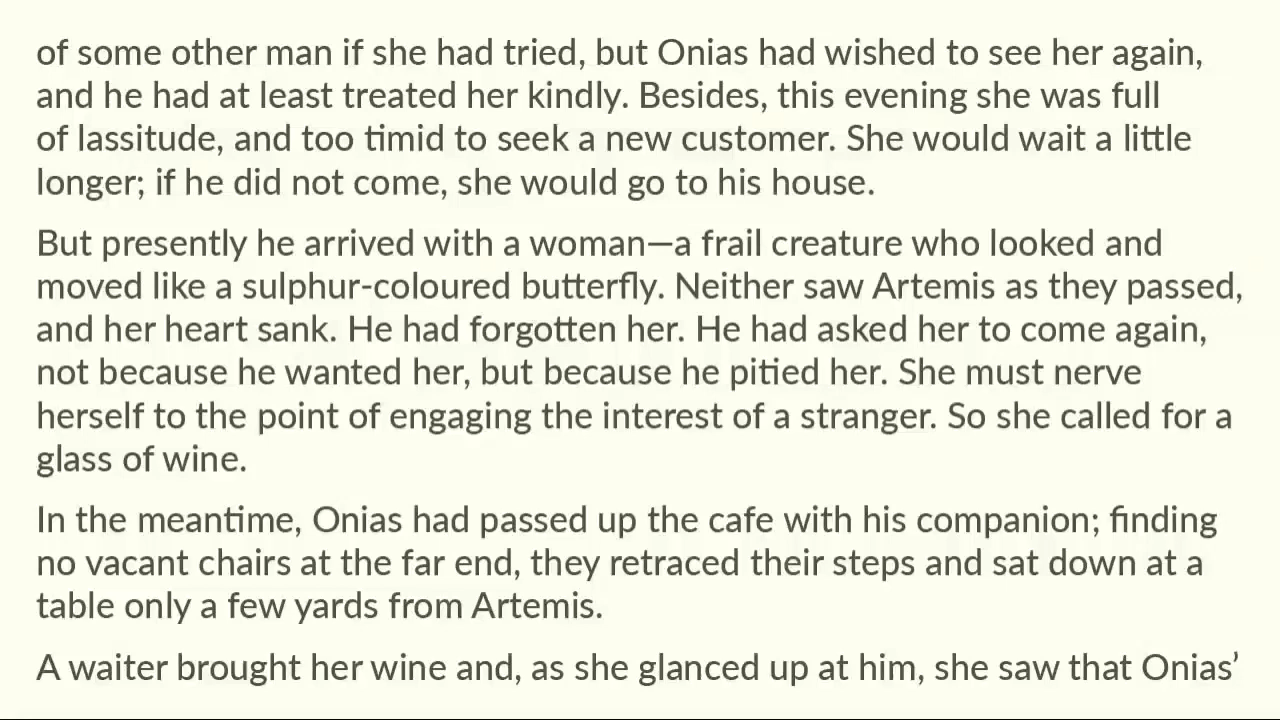 of some other man if she had tried, but Onias had wished to see her again,
and he had at least treated her kindly. Besides, this evening she was full
of lassitude, and too timid to seek a new customer. She would wait a little
longer; if he did not come, she would go to his house.
But presently he arrived with a woman—a frail creature who looked and
moved like a sulphur-coloured butterfly. Neither saw Artemis as they passed,
and her heart sank. He had forgotten her. He had asked her to come again,
not because he wanted her, but because he pitied her. She must nerve
herself to the point of engaging the interest of a stranger. So she called for a
glass of wine.
In the meantime, Onias had passed up the cafe with his companion; finding
no vacant chairs at the far end, they retraced their steps and sat down at a
table only a few yards from Artemis.
A waiter brought her wine and, as she glanced up at him, she saw that Onias’